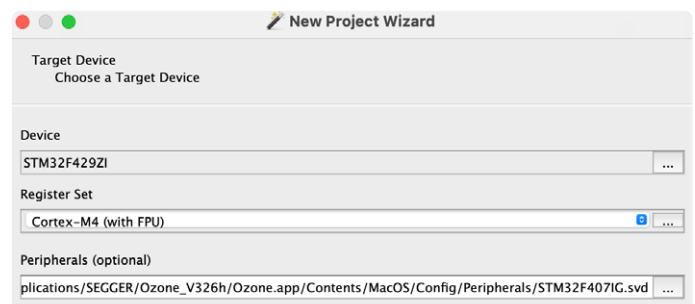 New Project Wizard
Target Device
Choose a Target Device
Device
STM32F429ZI
...
Register Set
Cortex-M4 (with FPU)
...
Peripherals (optional)
plications/SEGGER/Ozone_V326h/Ozone.app/Contents/MacOS/Config/Peripherals/STM32F407IG.svd
...